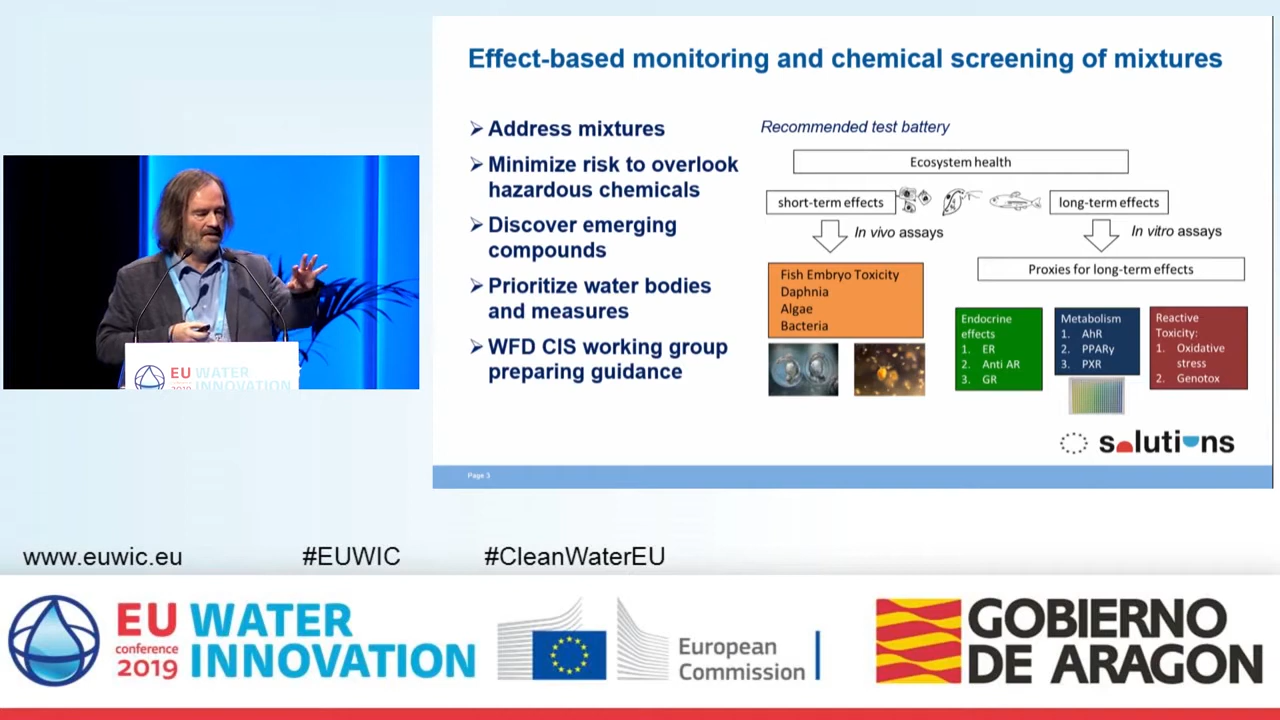 Effect-based monitoring and chemical screening of mixtures
➢ Address mixtures
➢ Minimize risk to overlook
hazardous chemicals
➢ Discover emerging
compounds
➢ Prioritize water bodies
and measures
➢ WFD CIS working group
preparing guidance
Recommended test battery
Ecosystem health
short-term effects
long-term effects
In vivo assays
In vitro assays
Proxies for long-term effects
Fish Embryo Toxicity
Daphnia
Algae
Bacteria
Endocrine
effects
1. ER
2. Anti AR
3. GR
Metabolism
1. AhR
2. PPARγ
3. PXR
Reactive
Toxicity:
1. Oxidative
stress
2. Genotox
solutions
Page 3
EU WATER
conference
2019 INNOVATION
www.euwic.eu #EUWIC #CleanWaterEU
EU WATER
conference
2019 INNOVATION
European
Commission
GOBIERNO
DE ARAGON